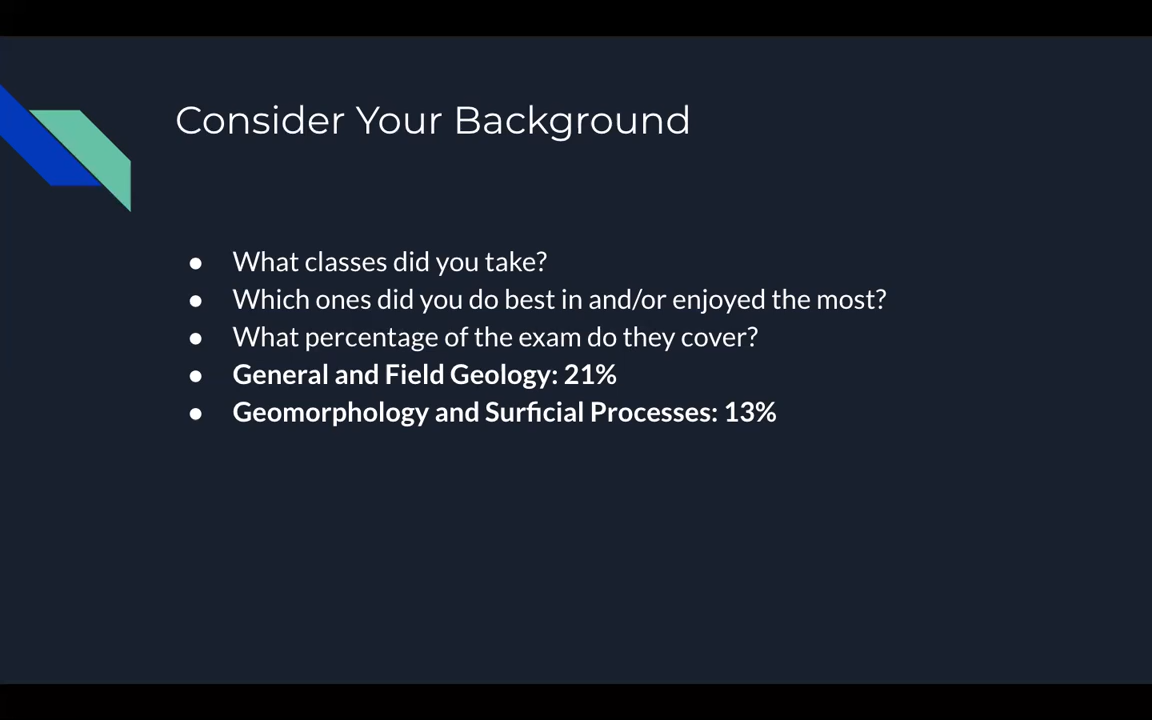 Consider Your Background
● What classes did you take?
● Which ones did you do best in and/or enjoyed the most?
● What percentage of the exam do they cover?
● General and Field Geology: 21%
● Geomorphology and Surficial Processes: 13%